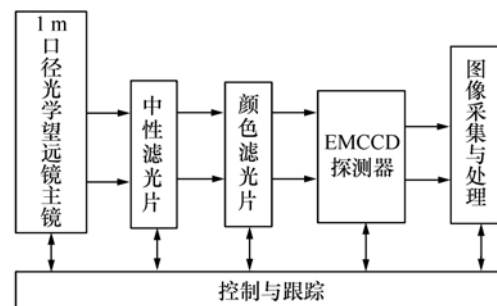 1 m
口径光学望远镜主镜
中性滤光片
颜色滤光片
EMCCD
探测器
图像采集与处理
控制与跟踪